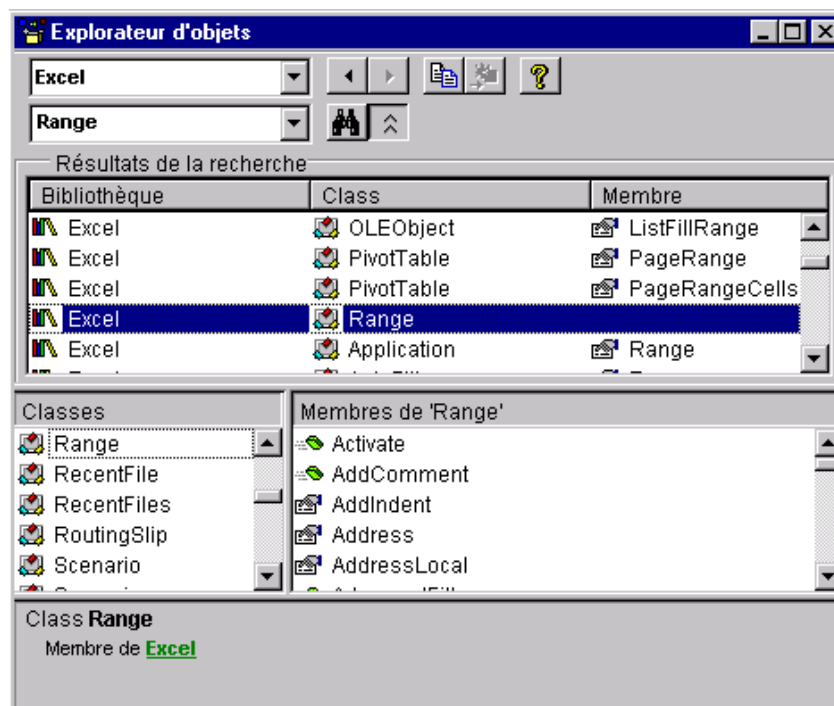 Explorateur d'objets
Excel
Range
Résultats de la recherche
Bibliothèque Class Membre
Excel OLEObject ListFillRange
Excel PivotTable PageRange
Excel PivotTable PageRangeCells
Excel Range
Excel Application Range
Classes Membres de 'Range'
Range Activate
RecentFile AddComment
RecentFiles AddIndent
RoutingSlip Address
Scenario AddressLocal
Class Range
Membre de Excel